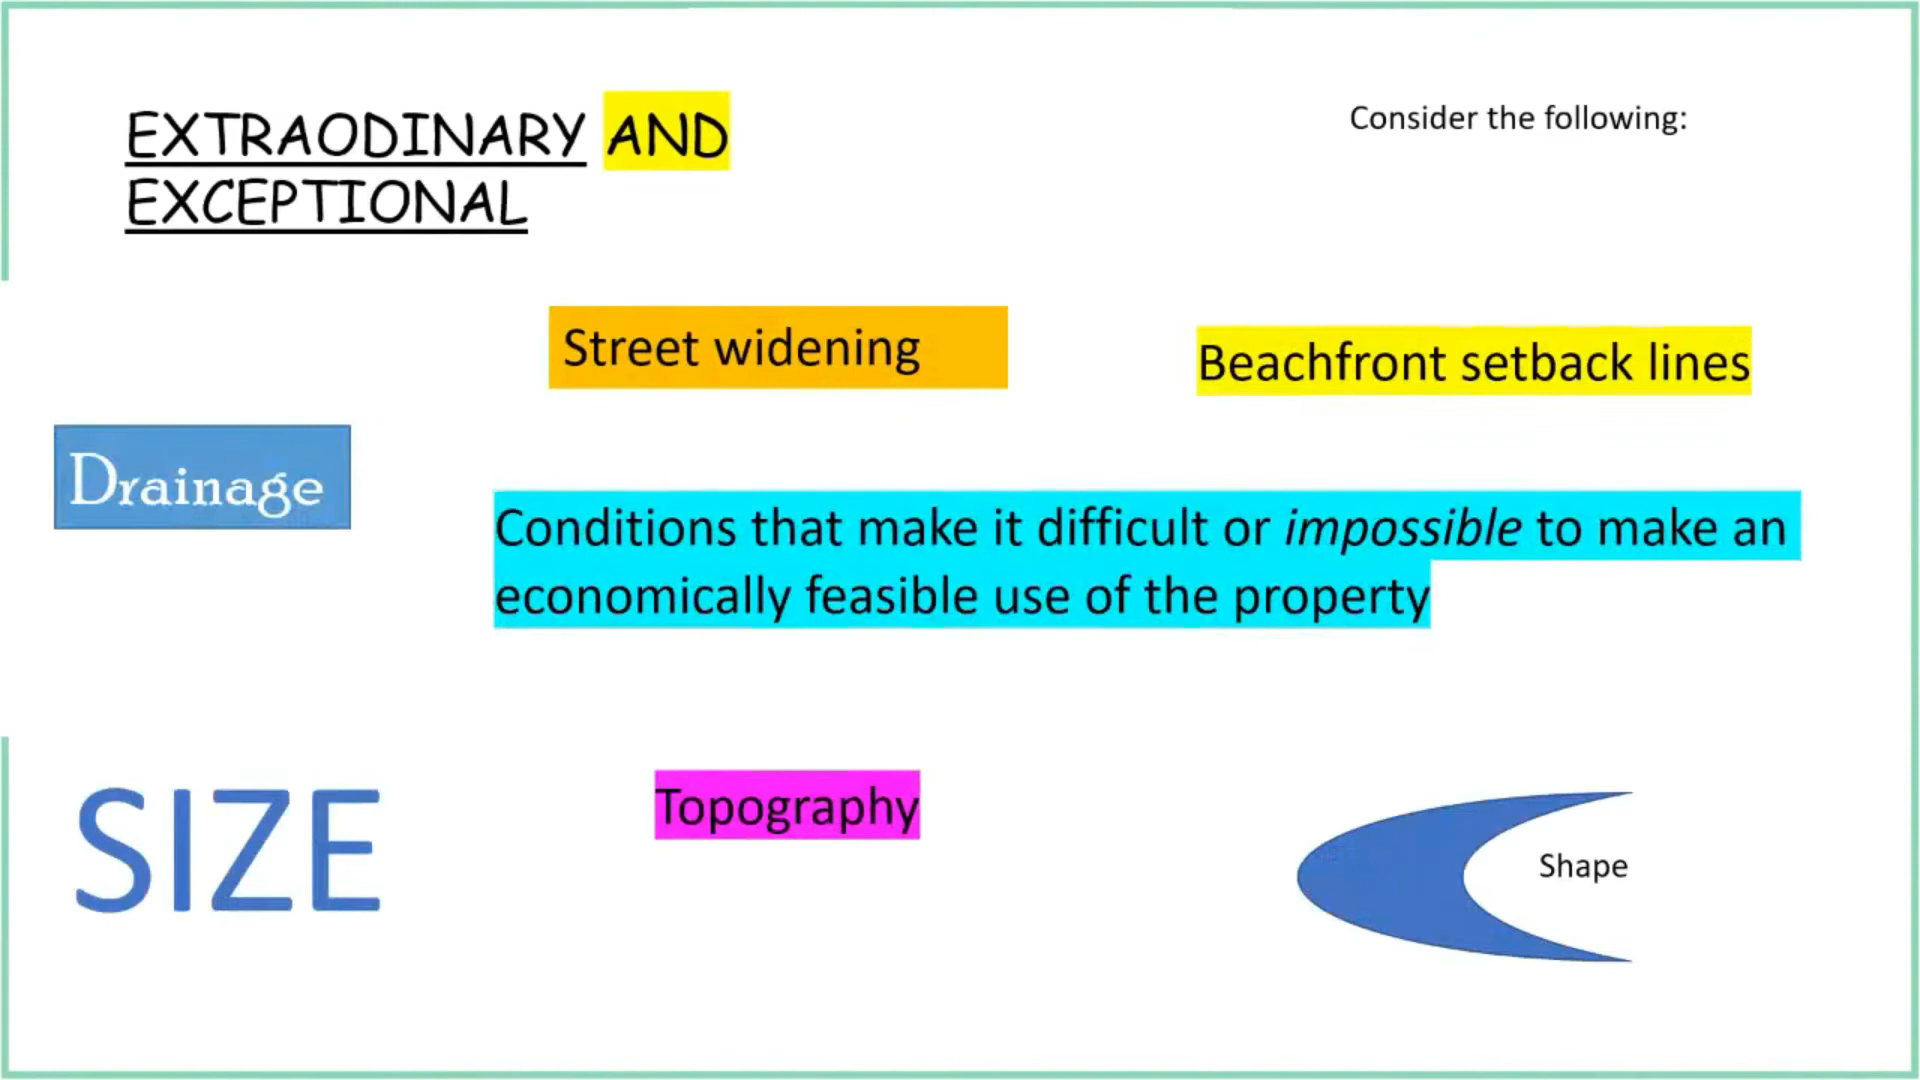 EXTRAODINARY AND
EXCEPTIONAL
Consider the following:
Street widening
Beachfront setback lines
Drainage
Conditions that make it difficult or impossible to make an
economically feasible use of the property
SIZE
Topography
Shape